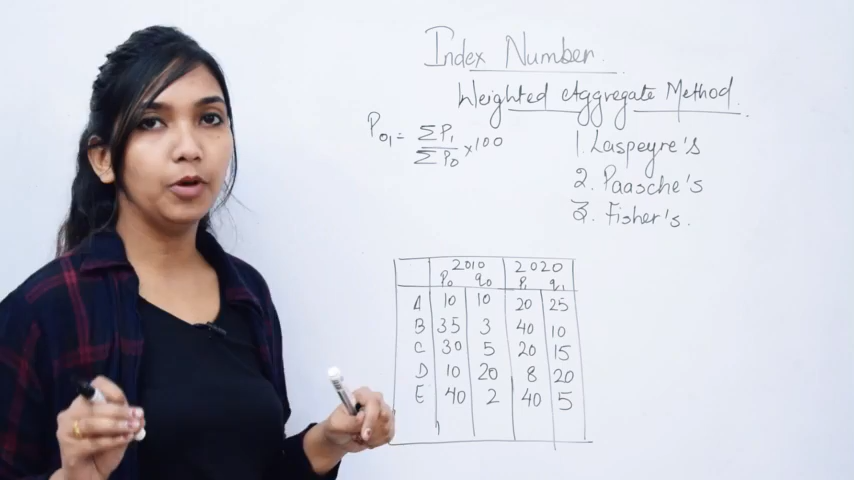 Index Number.
Weighted Aggregate Method.
P01 = ΣP1 / ΣP0 × 100
1. Laspeyre's
2. Paasche's
3. Fisher's.
2010 2020
P0 q0 P1 q1
A 10 10 20 25
B 35 3 40 10
C 30 5 20 15
D 10 20 8 20
E 40 2 40 5